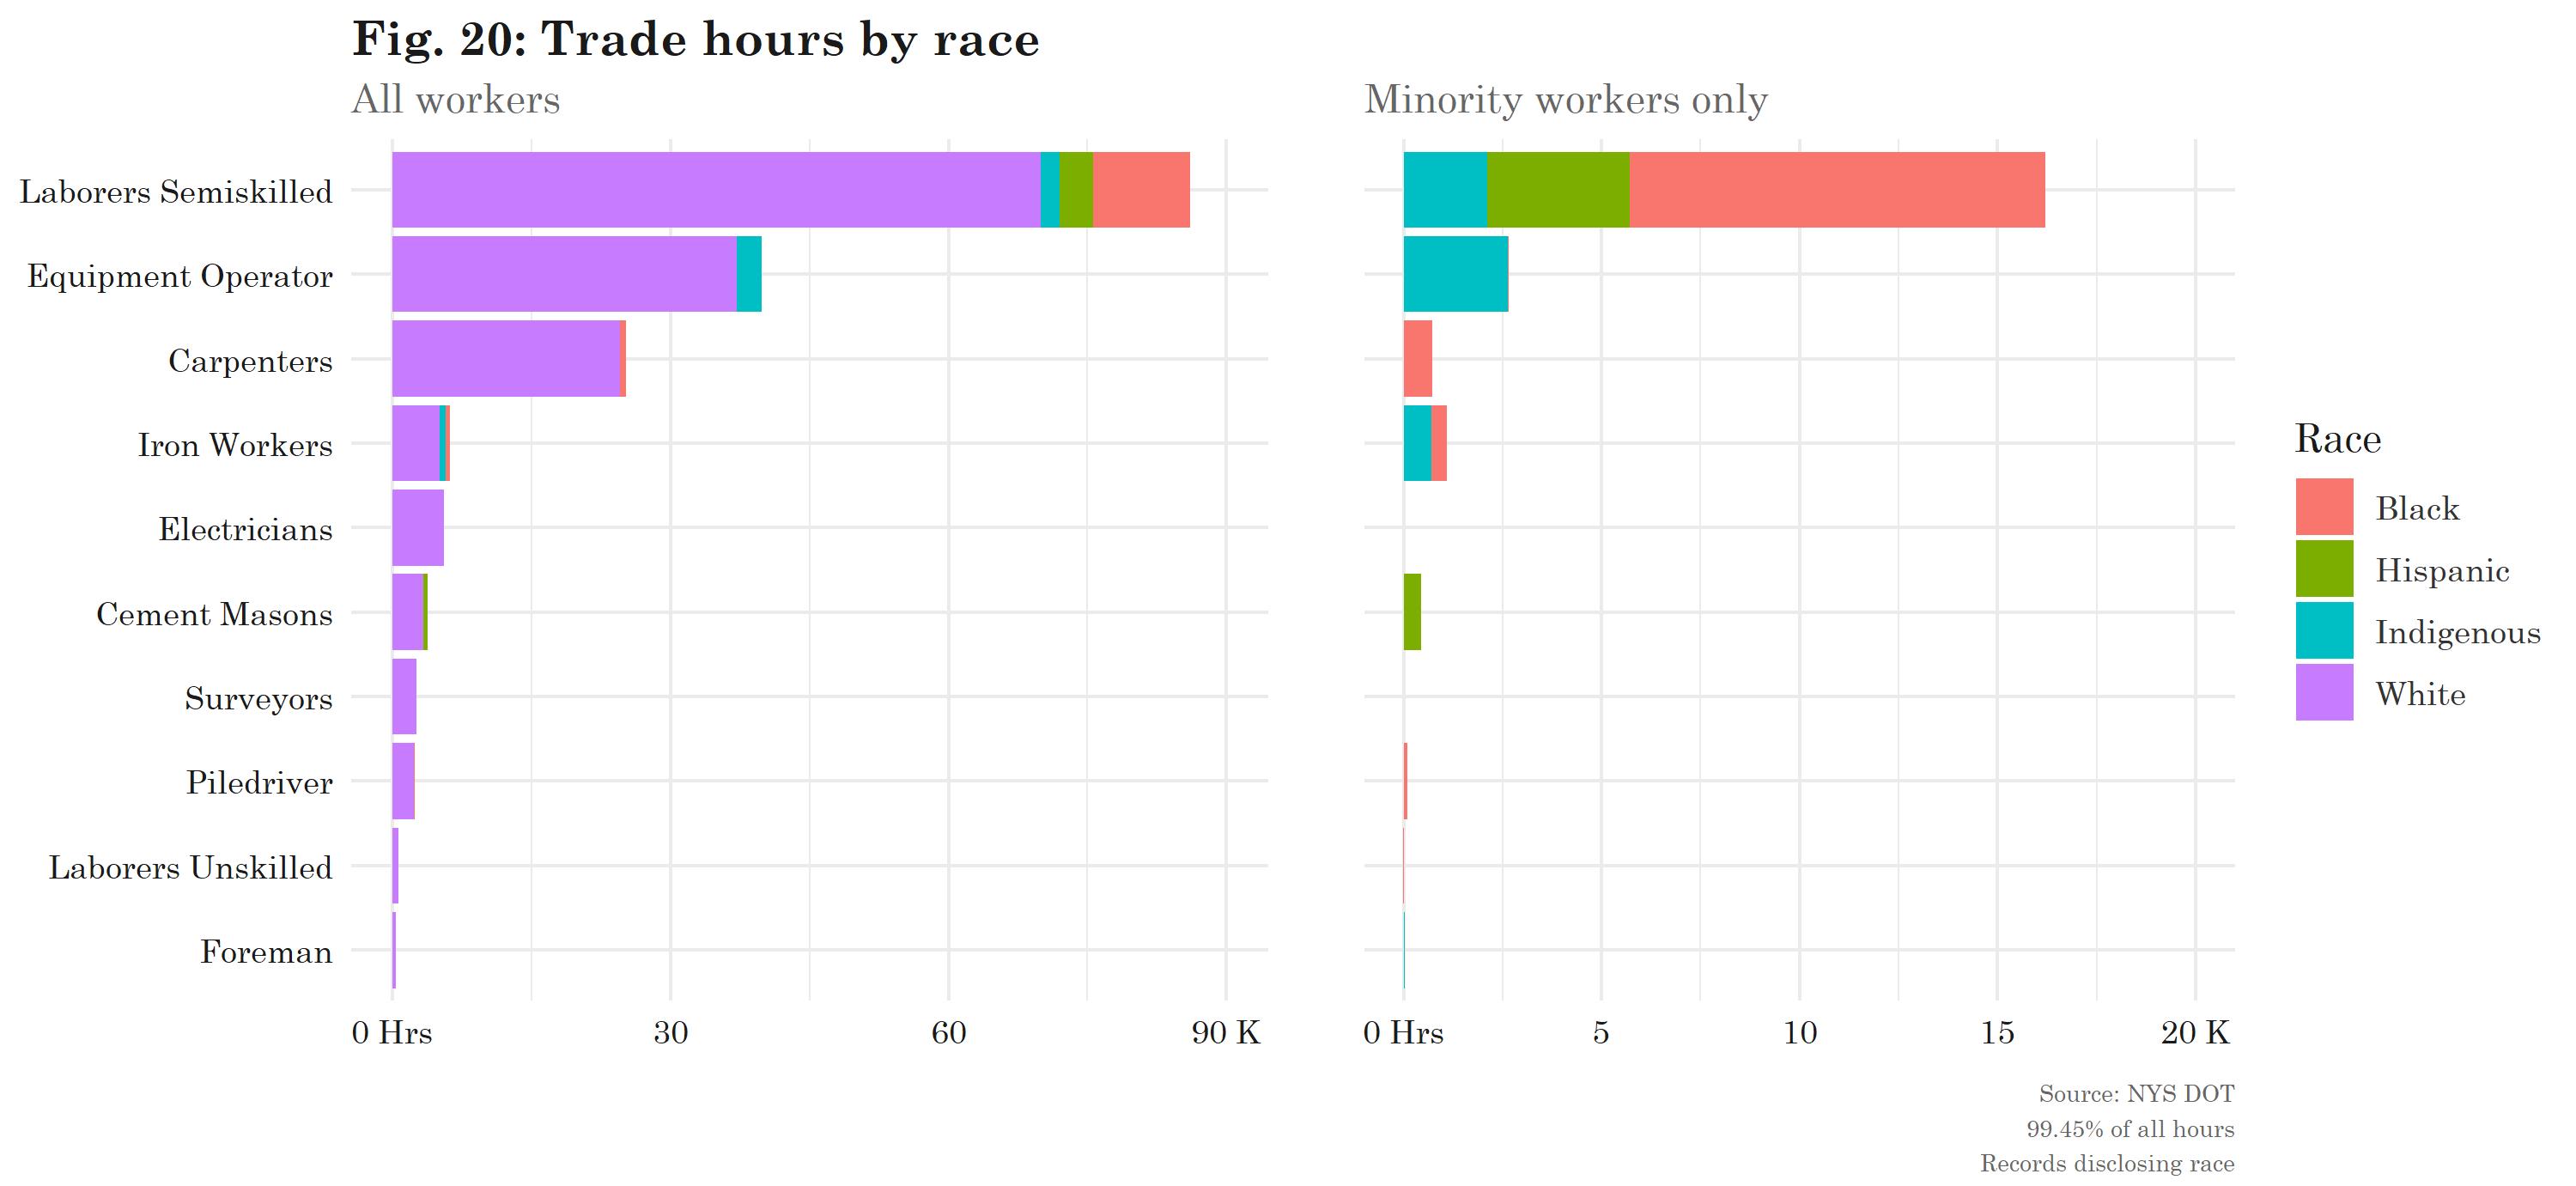 Fig. 20: Trade hours by race
All workers
Minority workers only
Laborers Semiskilled
Equipment Operator
Carpenters
Iron Workers
Electricians
Cement Masons
Surveyors
Piledriver
Laborers Unskilled
Foreman
0 Hrs 30 60 90 K
0 Hrs 5 10 15 20 K
Race
Black
Hispanic
Indigenous
White
Source: NYS DOT
99.45% of all hours
Records disclosing race